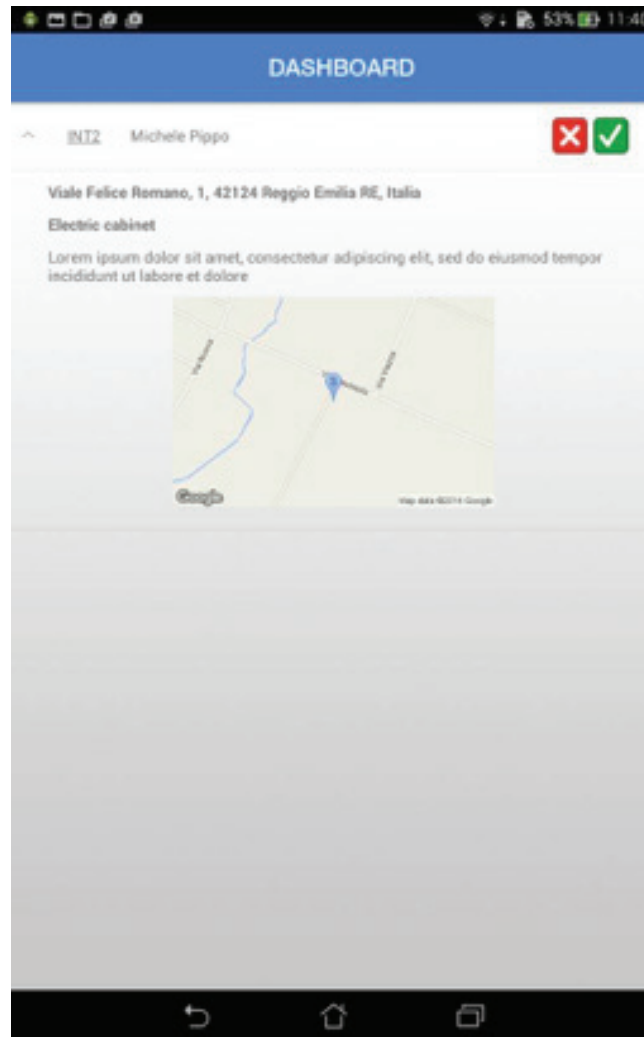 53% 11:40
DASHBOARD
INT2 Michele Pippo
Viale Felice Romano, 1, 42124 Reggio Emilia RE, Italia
Electric cabinet
Lorem ipsum dolor sit amet, consectetur adipiscing elit, sed do eiusmod tempor
incididunt ut labore et dolore
Google
Map data ©2014 Google